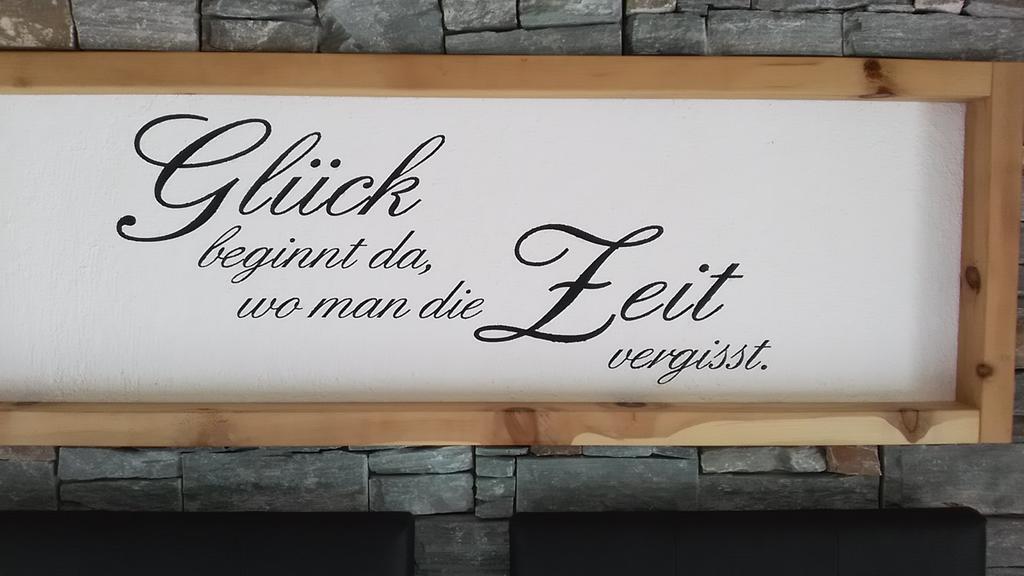 Glück
beginnt da,
wo man die Zeit
vergisst.